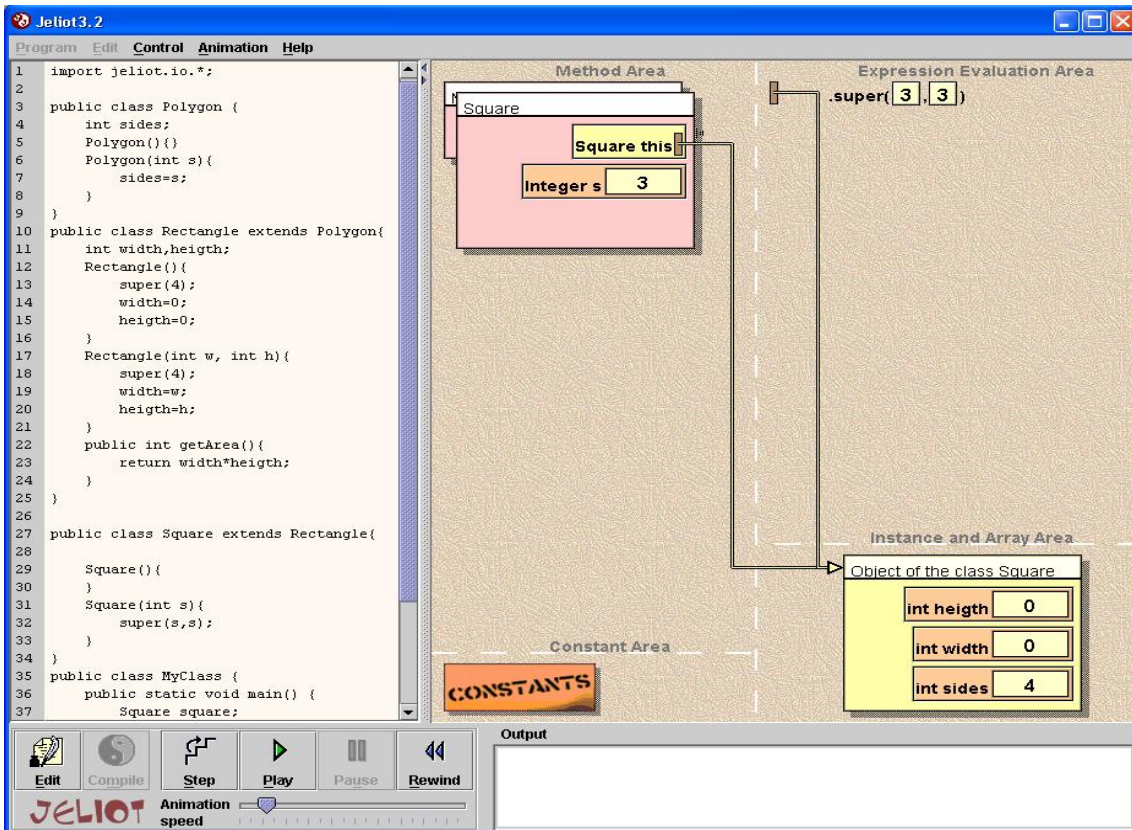 Jeliot3.2
Program Edit Control Animation Help
1 import jeliot.io.*;
2
3 public class Polygon {
4 int sides;
5 Polygon(){}
6 Polygon(int s){
7 sides=s;
8 }
9 }
10 public class Rectangle extends Polygon{
11 int width,heigth;
12 Rectangle(){
13 super(4);
14 width=0;
15 heigth=0;
16 }
17 Rectangle(int w, int h){
18 super(4);
19 width=w;
20 heigth=h;
21 }
22 public int getArea(){
23 return width*heigth;
24 }
25 }
26
27 public class Square extends Rectangle{
28
29 Square(){
30 }
31 Square(int s){
32 super(s,s);
33 }
34 }
35 public class MyClass {
36 public static void main() {
37 Square square;
Method Area
Square
Square this
Integer s 3
Expression Evaluation Area
.super( 3 , 3 )
Constant Area
CONSTANTS
Instance and Array Area
Object of the class Square
int heigth 0
int width 0
int sides 4
Edit Compile Step Play Pause Rewind
JELIOT
Animation
speed
Output